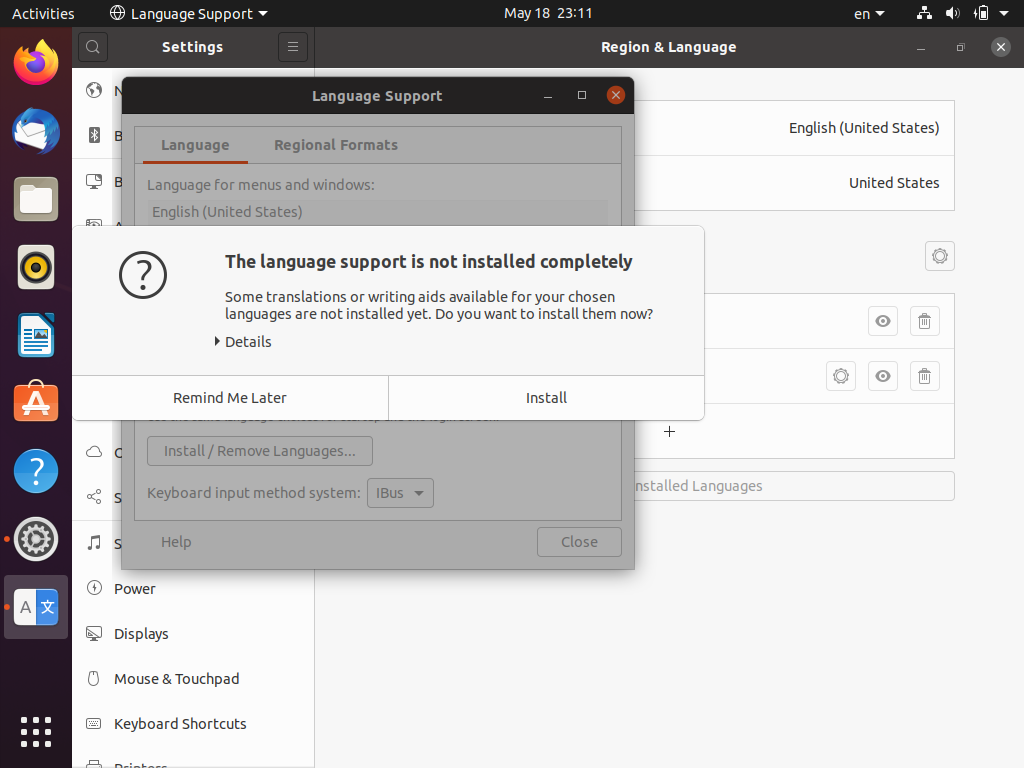 Activities
Language Support
May 18 23:11
en
Settings
Region & Language
Language Support
Language
Regional Formats
Language for menus and windows:
English (United States)
English (United States)
United States
The language support is not installed completely
Some translations or writing aids available for your chosen
languages are not installed yet. Do you want to install them now?
Details
Remind Me Later
Install
Install / Remove Languages...
Installed Languages
Keyboard input method system:
IBus
Help
Close
Power
Displays
Mouse & Touchpad
Keyboard Shortcuts
Printers